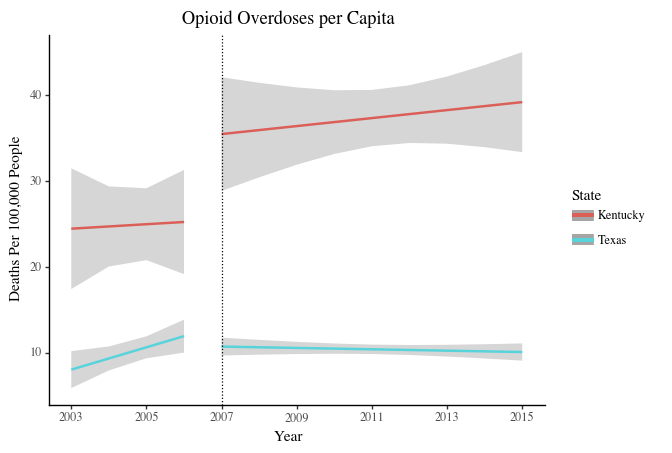 Opioid Overdoses per Capita
Deaths Per 100,000 People
40
30
20
10
2003 2005 2007 2009 2011 2013 2015
Year
State
Kentucky
Texas